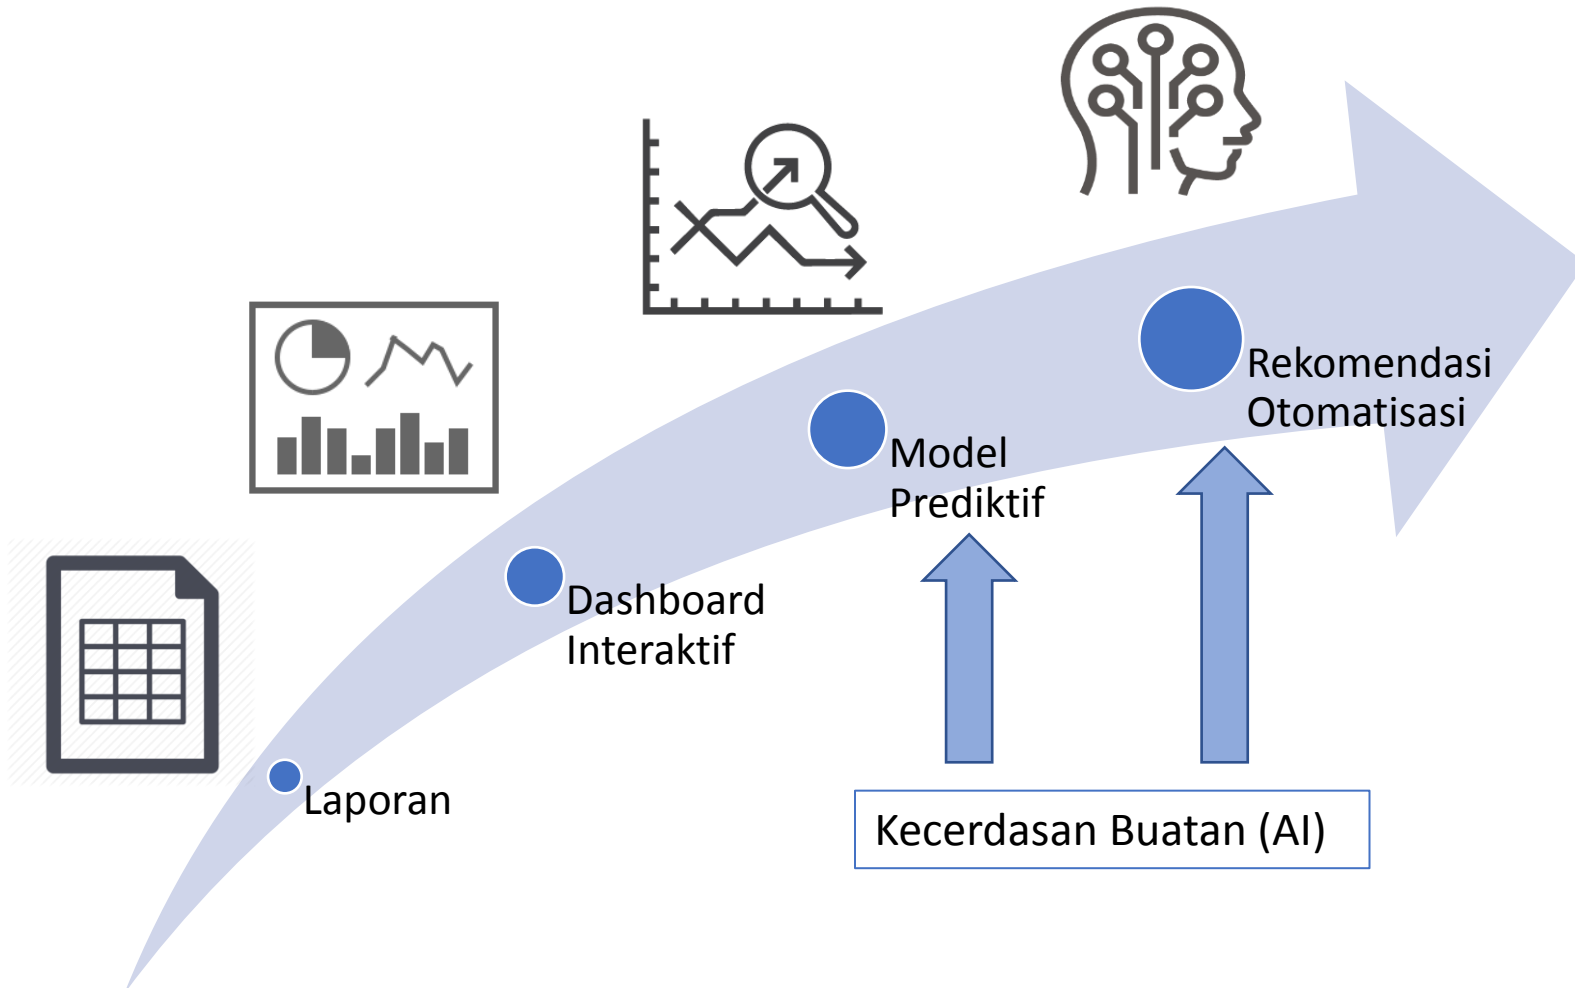 Rekomendasi
Otomatisasi
Model
Prediktif
Dashboard
Interaktif
Laporan
Kecerdasan Buatan (AI)